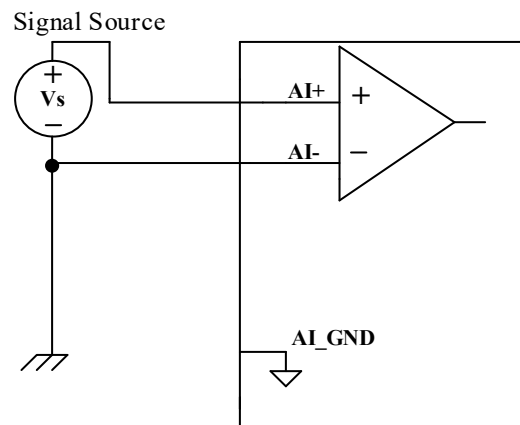 Signal Source
+
Vs
−
AI+
+
AI-
−
AI_GND